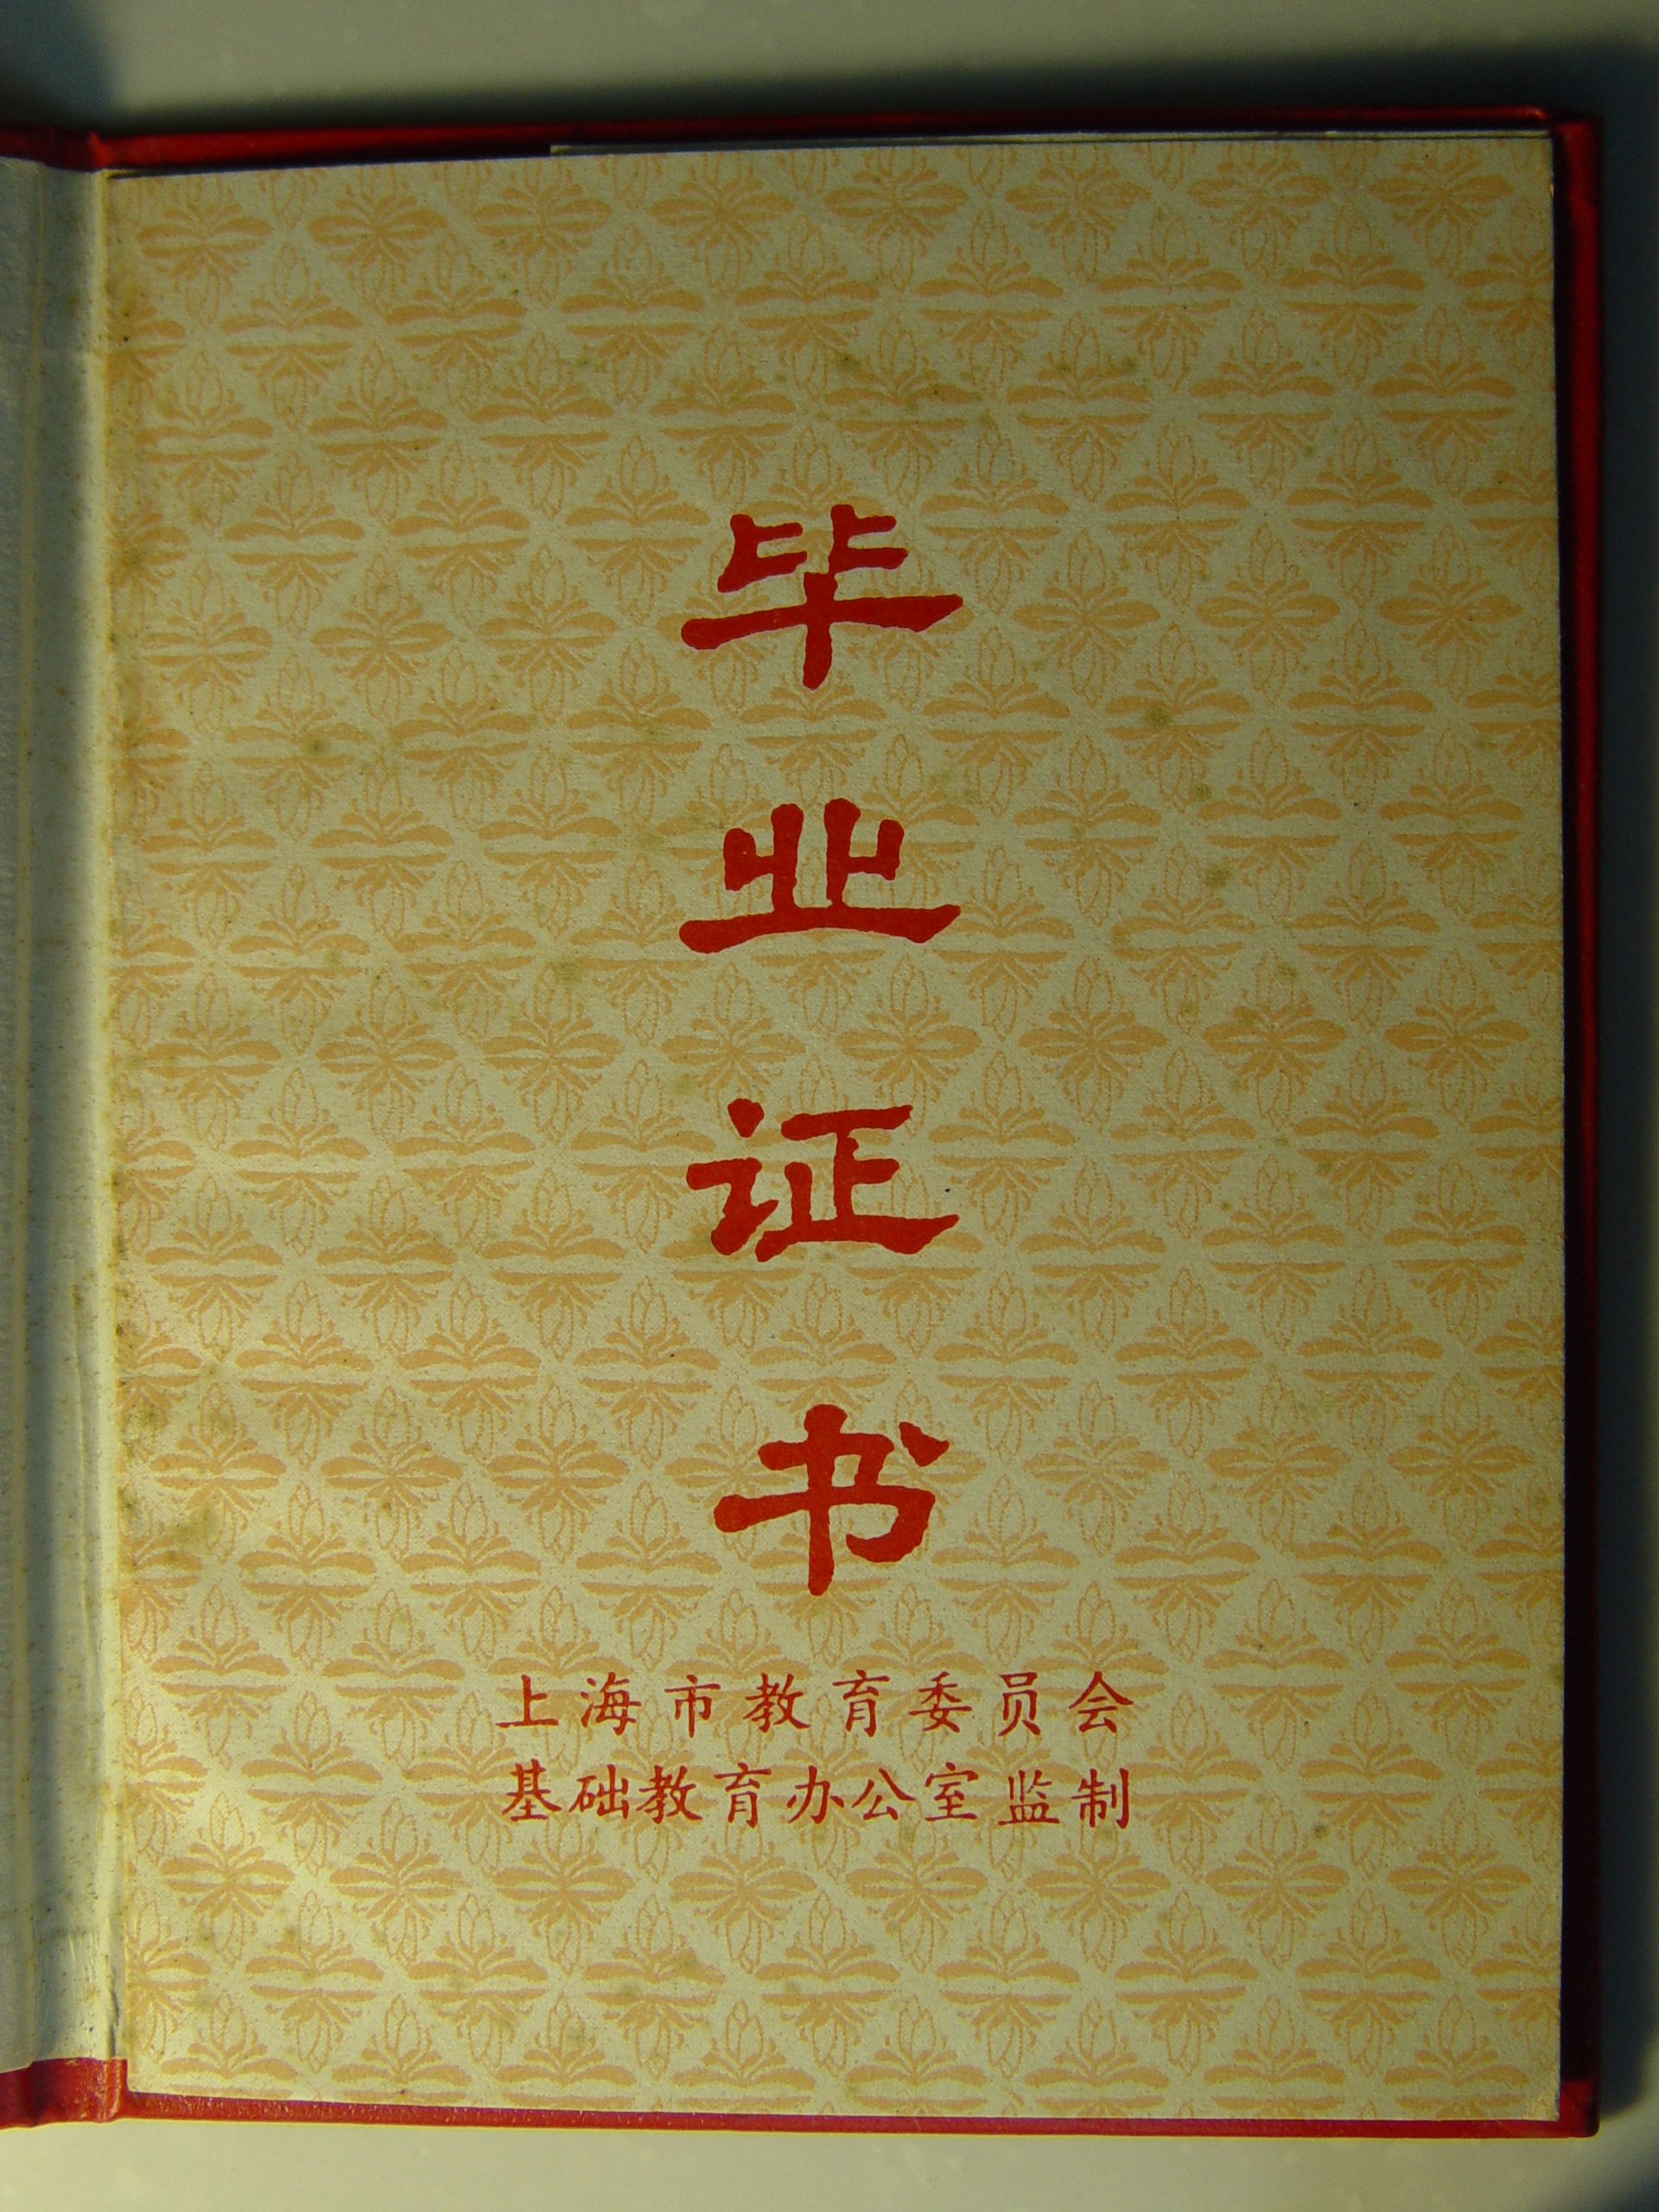 毕业证书
上海市教育委员会
基础教育办公室监制